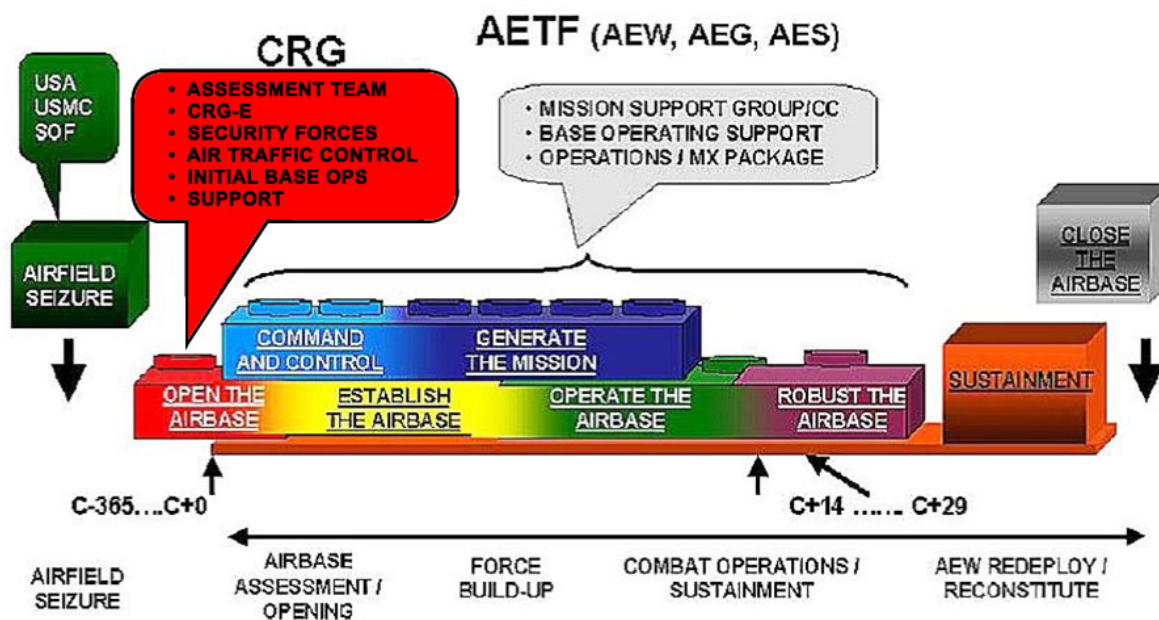 CRG
AETF (AEW, AEG, AES)
USA
USMC
SOF
• ASSESSMENT TEAM
• CRG-E
• SECURITY FORCES
• AIR TRAFFIC CONTROL
• INITIAL BASE OPS
• SUPPORT
• MISSION SUPPORT GROUP/CC
• BASE OPERATING SUPPORT
• OPERATIONS / MX PACKAGE
AIRFIELD
SEIZURE
CLOSE
THE
AIRBASE
COMMAND
AND CONTROL
GENERATE
THE MISSION
OPEN THE
AIRBASE
ESTABLISH
THE AIRBASE
OPERATE THE
AIRBASE
ROBUST THE
AIRBASE
SUSTAINMENT
C-365....C+0
C+14 ....... C+29
AIRFIELD
SEIZURE
AIRBASE
ASSESSMENT /
OPENING
FORCE
BUILD-UP
COMBAT OPERATIONS /
SUSTAINMENT
AEW REDEPLOY /
RECONSTITUTE